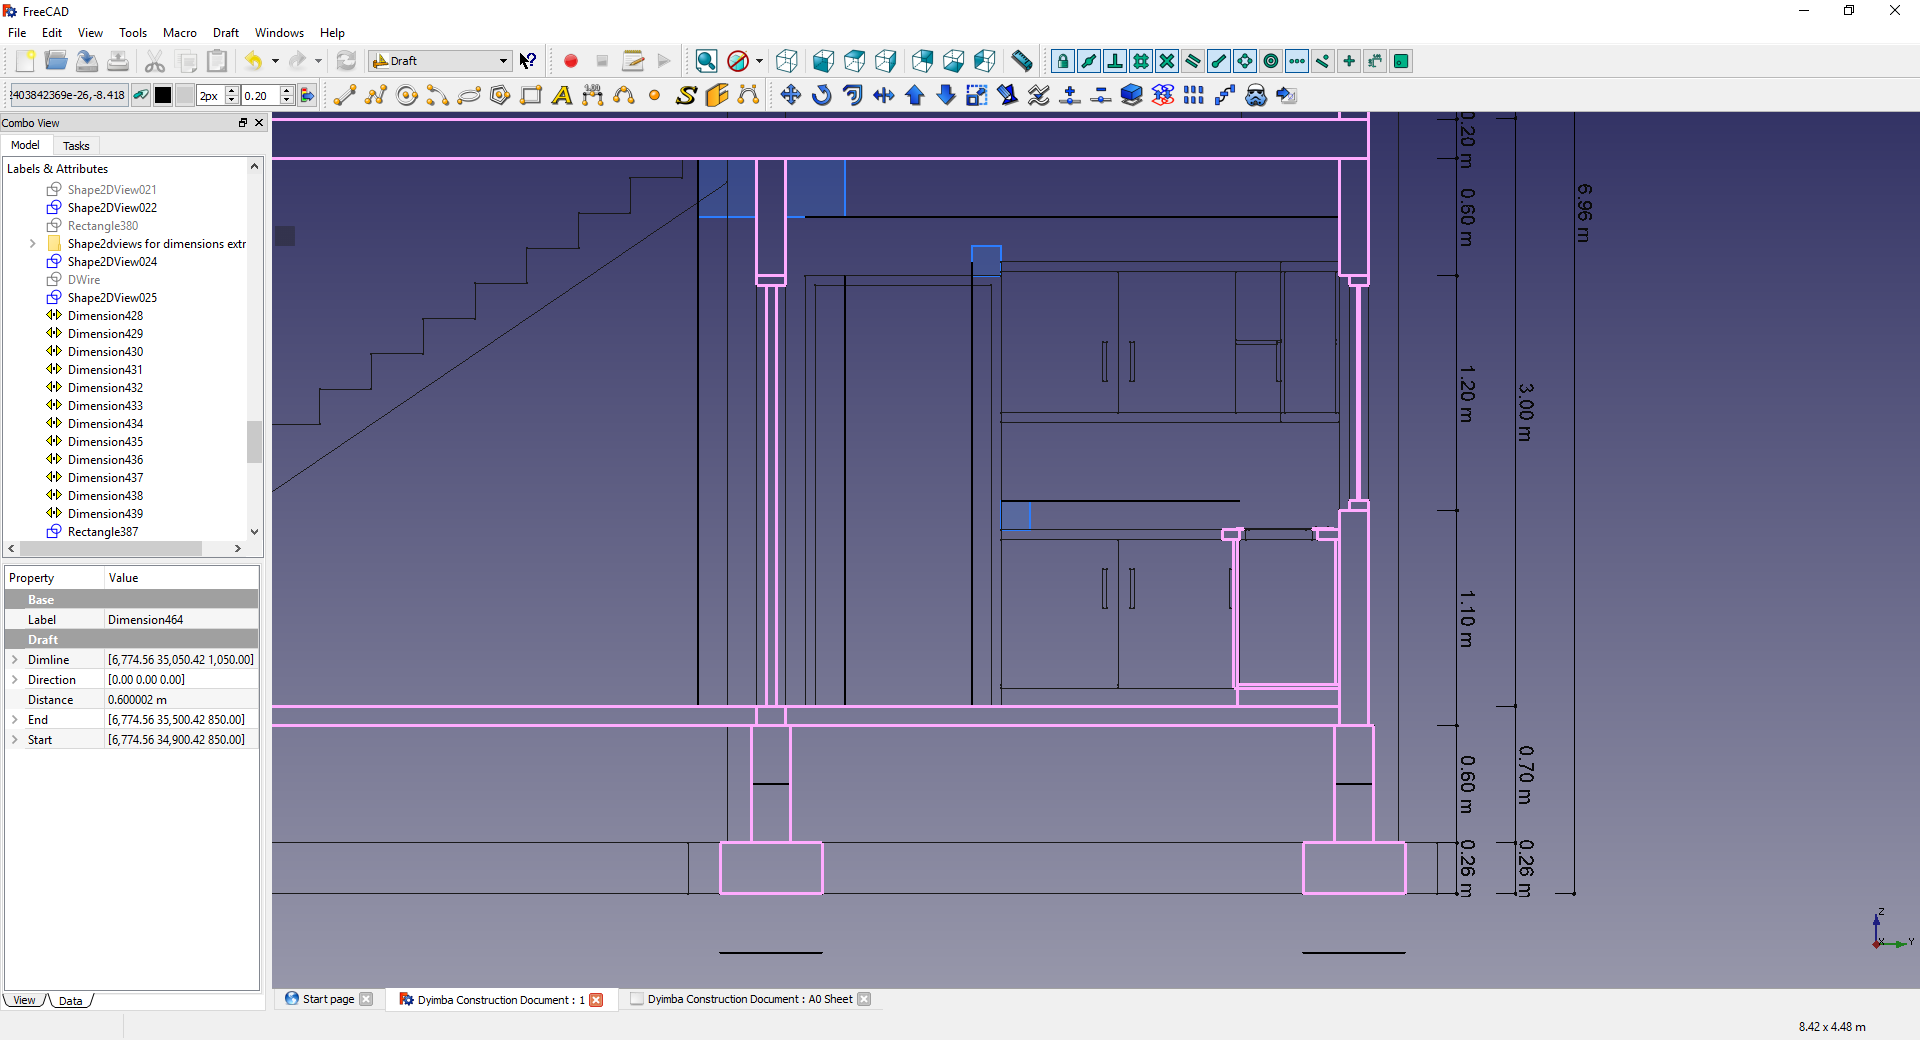 FreeCAD
File Edit View Tools Macro Draft Windows Help
Draft
2403842369e-26,-8.418 2px 0.20
1.00
Combo View
Model Tasks
Labels & Attributes
Shape2DView021
Shape2DView022
Rectangle380
Shape2dviews for dimensions extr
Shape2DView024
DWire
Shape2DView025
Dimension428
Dimension429
Dimension430
Dimension431
Dimension432
Dimension433
Dimension434
Dimension435
Dimension436
Dimension437
Dimension438
Dimension439
Rectangle387
Property Value
Base
Label Dimension464
Draft
Dimline [6,774.56 35,050.42 1,050.00]
Direction [0.00 0.00 0.00]
Distance 0.600002 m
End [6,774.56 35,500.42 850.00]
Start [6,774.56 34,900.42 850.00]
View Data
0.20 m
0.60 m
1.20 m
1.10 m
0.60 m
0.26 m
3.00 m
0.70 m
0.26 m
6.96 m
Z
X Y
Start page
Dyimba Construction Document : 1
Dyimba Construction Document : A0 Sheet
8.42 x 4.48 m